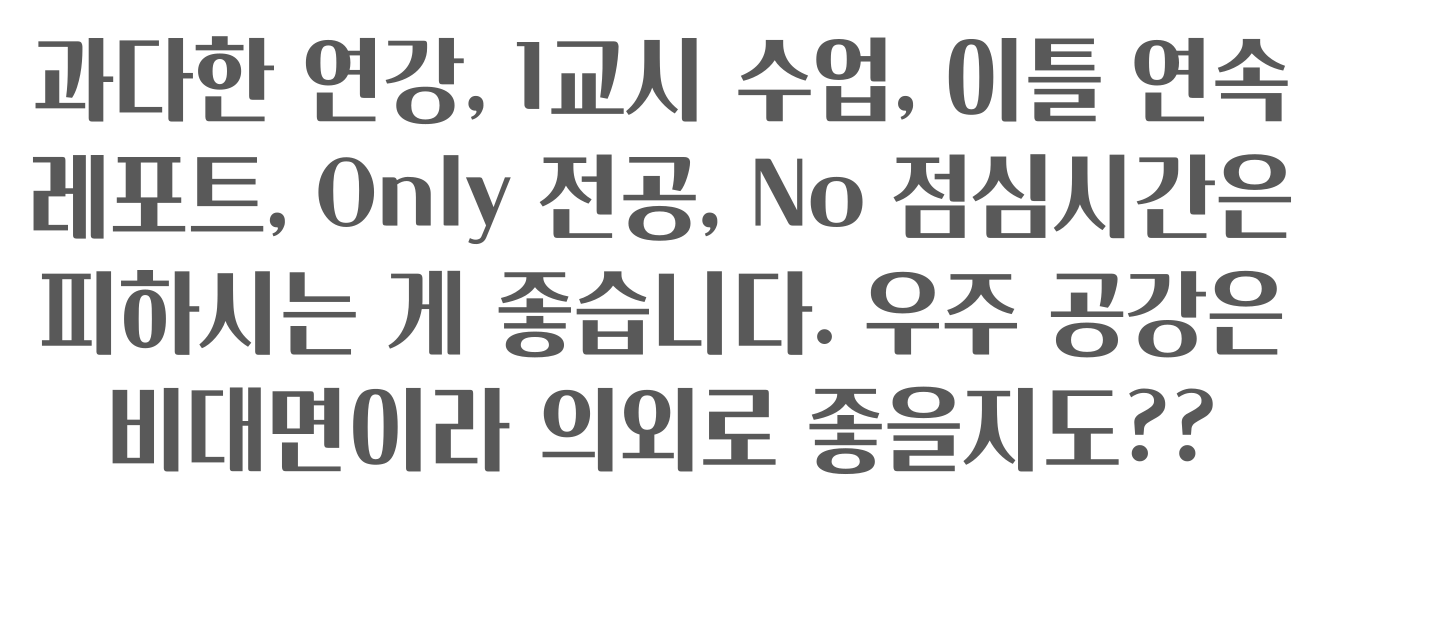 과다한 연강, 1교시 수업, 이틀 연속
레포트, Only 전공, No 점심시간은
피하시는 게 좋습니다. 우주 공강은
비대면이라 의외로 좋을지도??